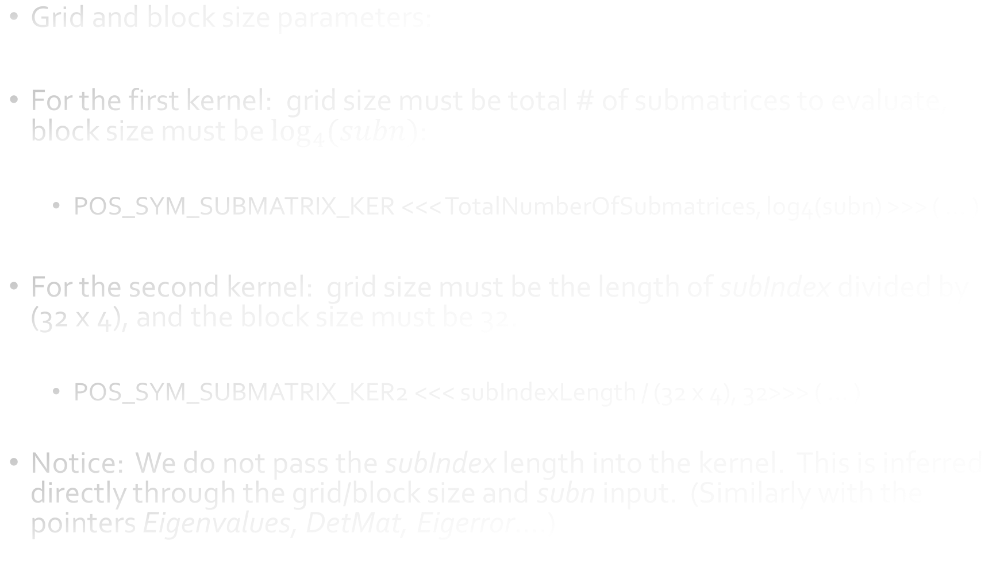 • Grid and block size parameters:
• For the first kernel: grid size must be total # of submatrices to evaluate,
block size must be log₄(subn):
• POS_SYM_SUBMATRIX_KER <<< TotalNumberOfSubmatrices, log4(subn) >>> ( … )
• For the second kernel: grid size must be the length of subIndex divided by
(32 x 4), and the block size must be 32.
• POS_SYM_SUBMATRIX_KER2 <<< subIndexLength / (32 x 4), 32>>> ( … )
• Notice: We do not pass the subIndex length into the kernel. This is inferred
directly through the grid/block size and subn input. (Similarly with the
pointers Eigenvalues, DetMat, Eigerror….)